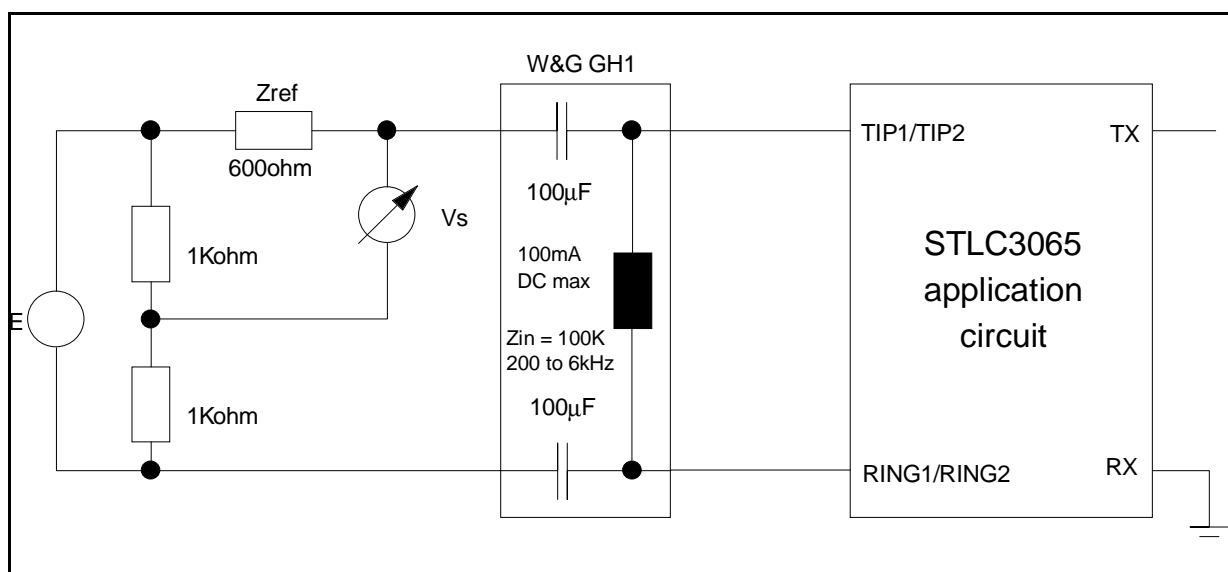 W&G GH1
Zref
600ohm
TIP1/TIP2
TX
100µF
Vs
1Kohm
100mA
DC max
STLC3065
application
circuit
E
Zin = 100K
200 to 6kHz
100µF
1Kohm
RING1/RING2
RX